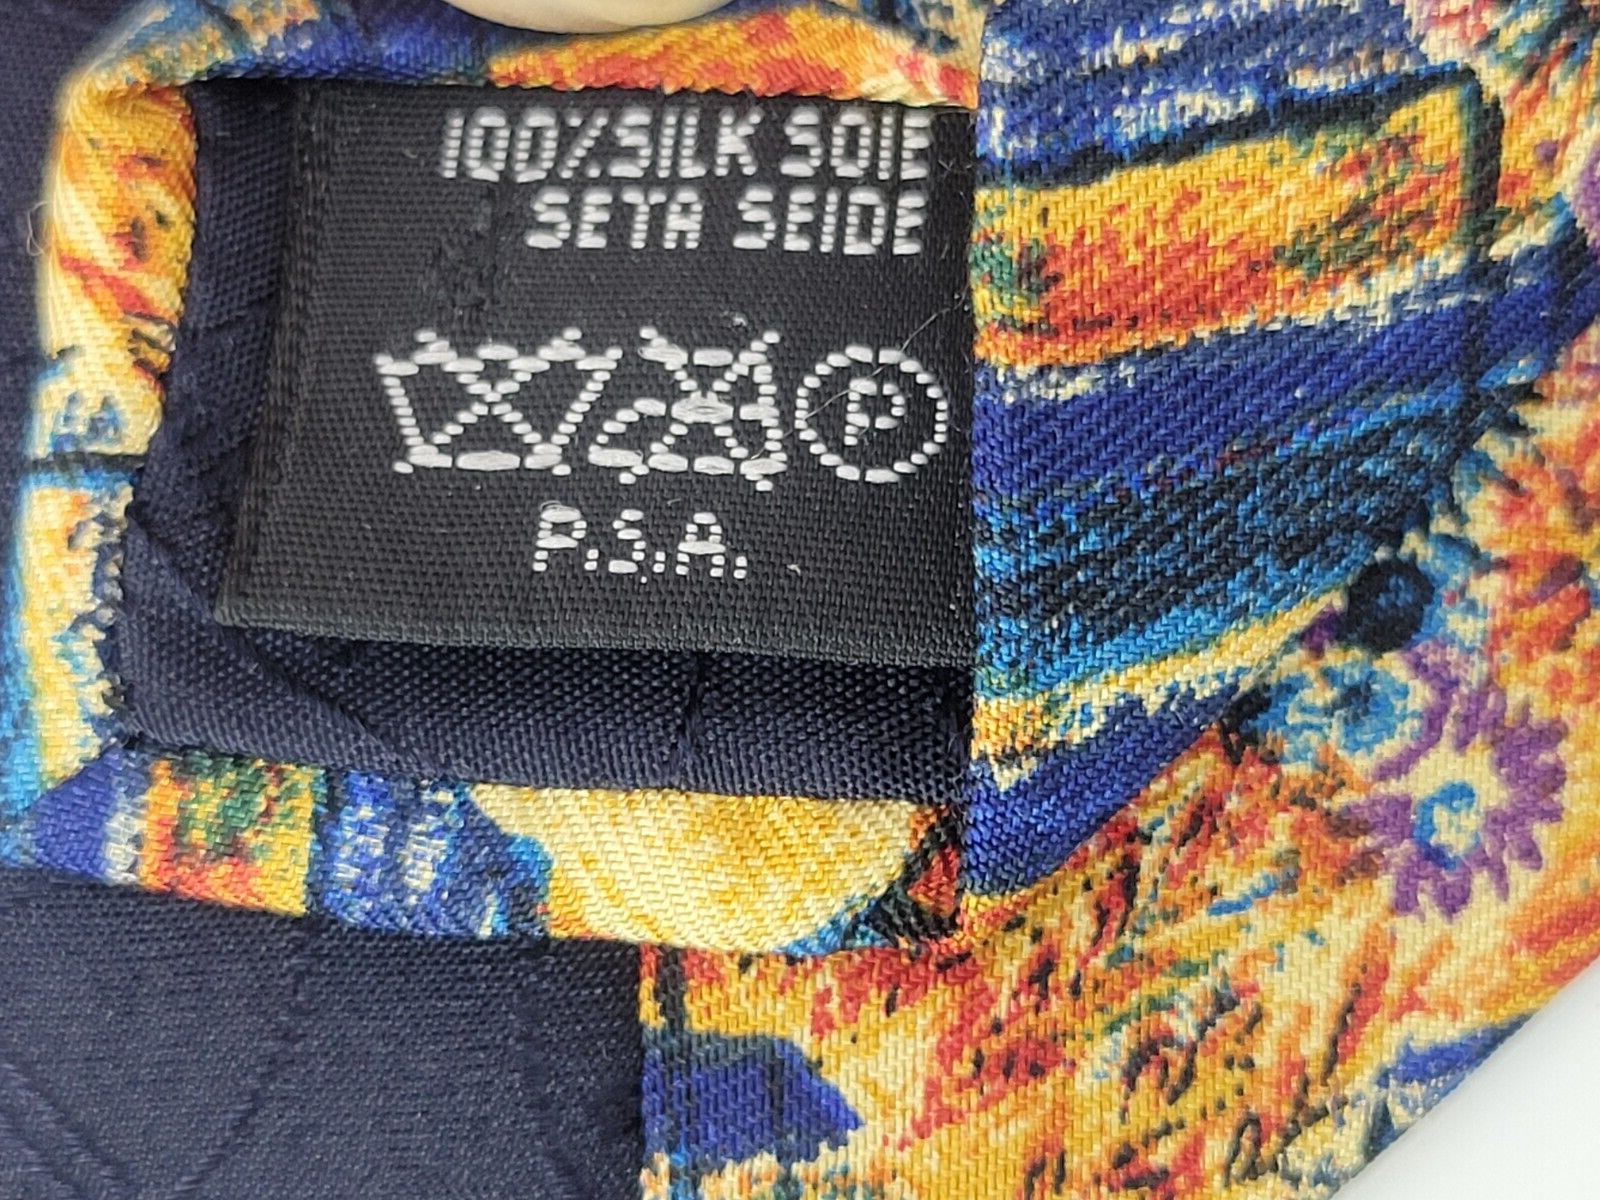 100% SILK SOIE
SETA SEIDE
P
P.S.A.